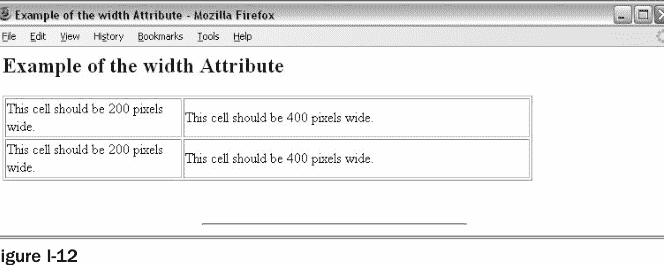 Example of the width Attribute - Mozilla Firefox
File Edit View History Bookmarks Tools Help
Example of the width Attribute
This cell should be 200 pixels
wide.
This cell should be 400 pixels wide.
This cell should be 200 pixels
wide.
This cell should be 400 pixels wide.
igure I-12